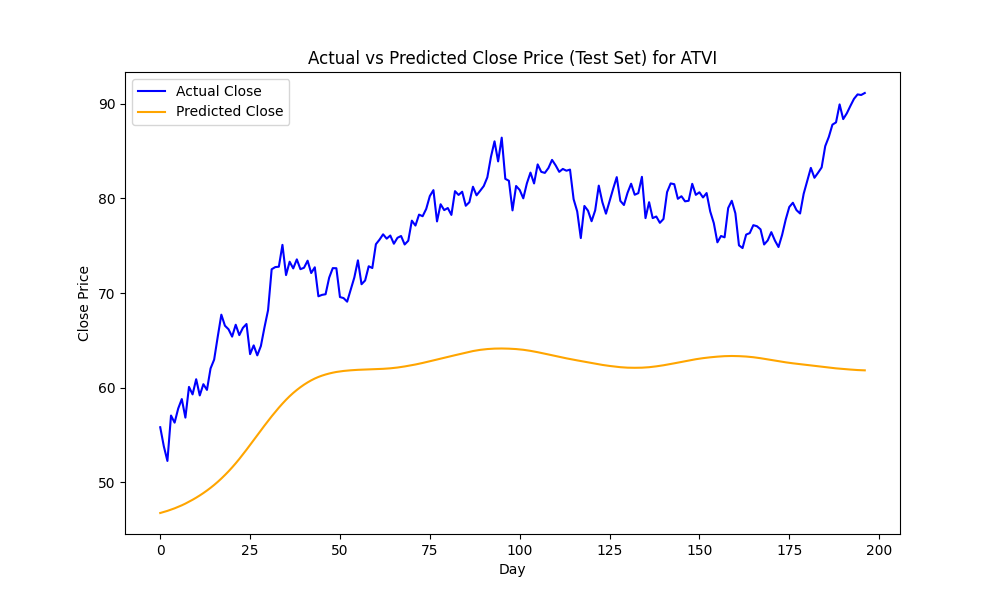 Actual vs Predicted Close Price (Test Set) for ATVI
Actual Close
Predicted Close
90
80
70
60
50
Close Price
0 25 50 75 100 125 150 175 200
Day